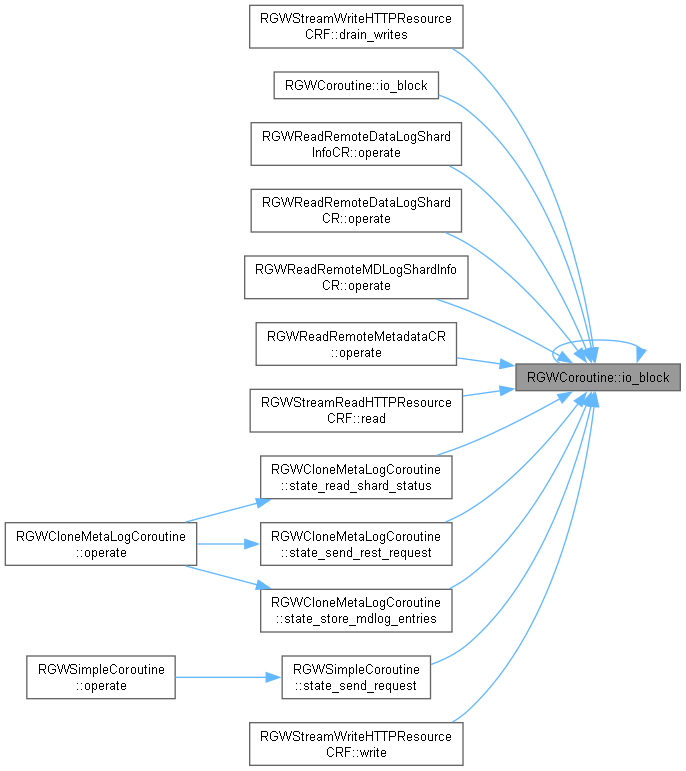 RGWStreamWriteHTTPResource
CRF::drain_writes
RGWCoroutine::io_block
RGWReadRemoteDataLogShard
InfoCR::operate
RGWReadRemoteDataLogShard
CR::operate
RGWReadRemoteMDLogShardInfo
CR::operate
RGWReadRemoteMetadataCR
::operate
RGWCoroutine::io_block
RGWStreamReadHTTPResource
CRF::read
RGWCloneMetaLogCoroutine
::state_read_shard_status
RGWCloneMetaLogCoroutine
::operate
RGWCloneMetaLogCoroutine
::state_send_rest_request
RGWCloneMetaLogCoroutine
::state_store_mdlog_entries
RGWSimpleCoroutine
::operate
RGWSimpleCoroutine
::state_send_request
RGWStreamWriteHTTPResource
CRF::write